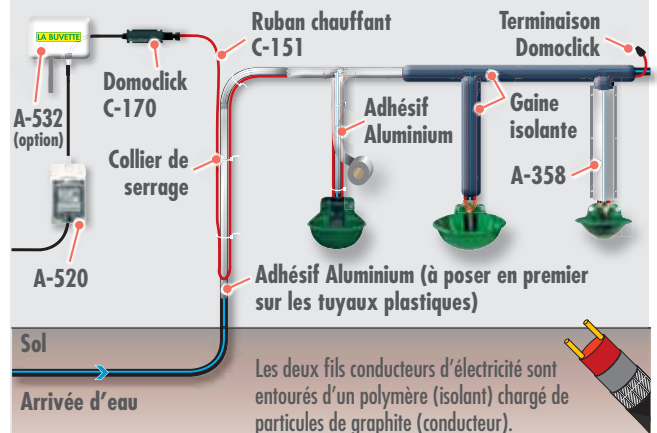 LA BUVETTE
Ruban chauffant
C-151
Terminaison
Domoclick
Domoclick
C-170
A-532
(option)
Adhésif
Aluminium
Gaine
isolante
Collier de
serrage
A-358
A-520
Adhésif Aluminium (à poser en premier
sur les tuyaux plastiques)
Sol
Arrivée d'eau
Les deux fils conducteurs d'électricité sont
entourés d'un polymère (isolant) chargé de
particules de graphite (conducteur).